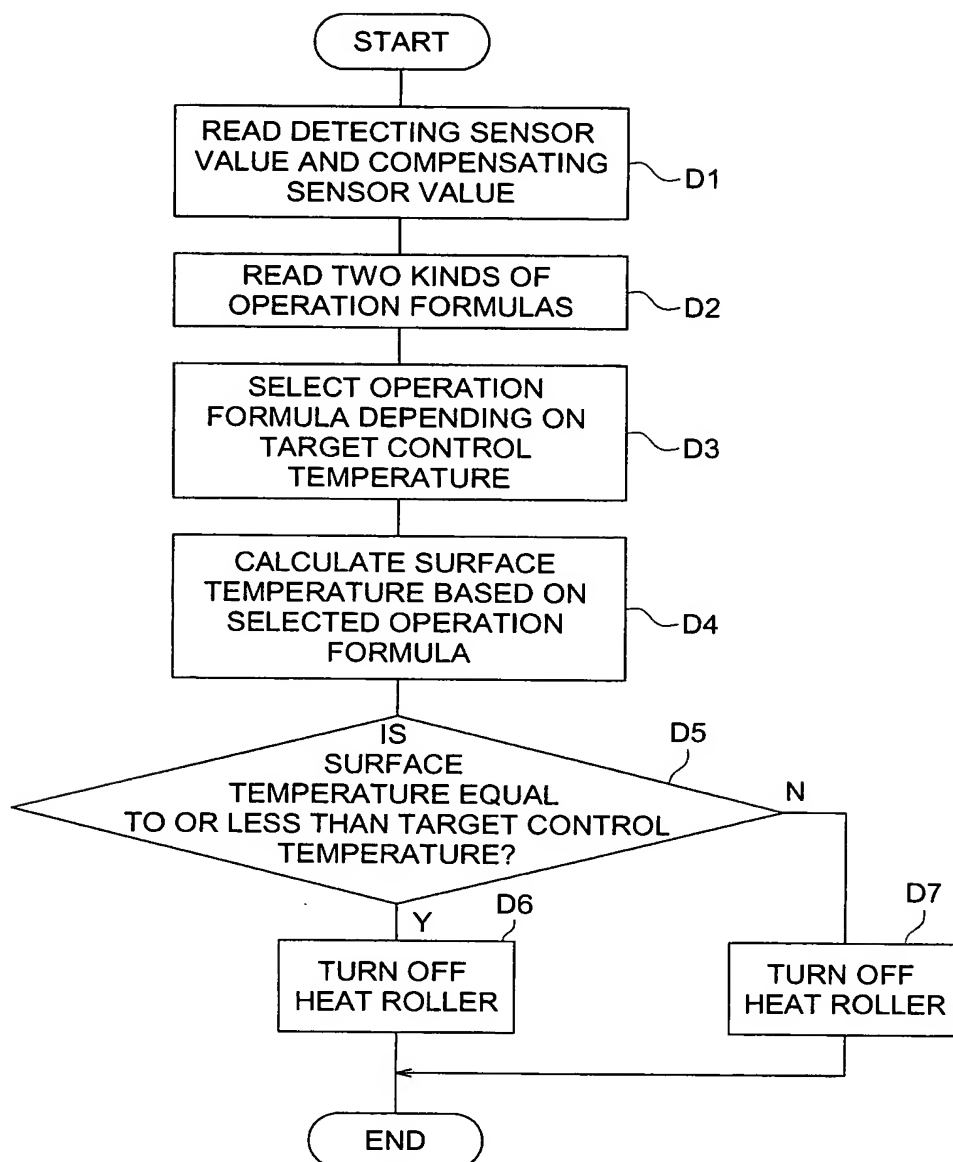 START
READ DETECTING SENSOR
VALUE AND COMPENSATING
SENSOR VALUE
D1
READ TWO KINDS OF
OPERATION FORMULAS
D2
SELECT OPERATION
FORMULA DEPENDING ON
TARGET CONTROL
TEMPERATURE
D3
CALCULATE SURFACE
TEMPERATURE BASED ON
SELECTED OPERATION
FORMULA
D4
IS
SURFACE
TEMPERATURE EQUAL
TO OR LESS THAN TARGET CONTROL
TEMPERATURE?
D5
N
Y
D6
TURN OFF
HEAT ROLLER
D7
TURN OFF
HEAT ROLLER
END